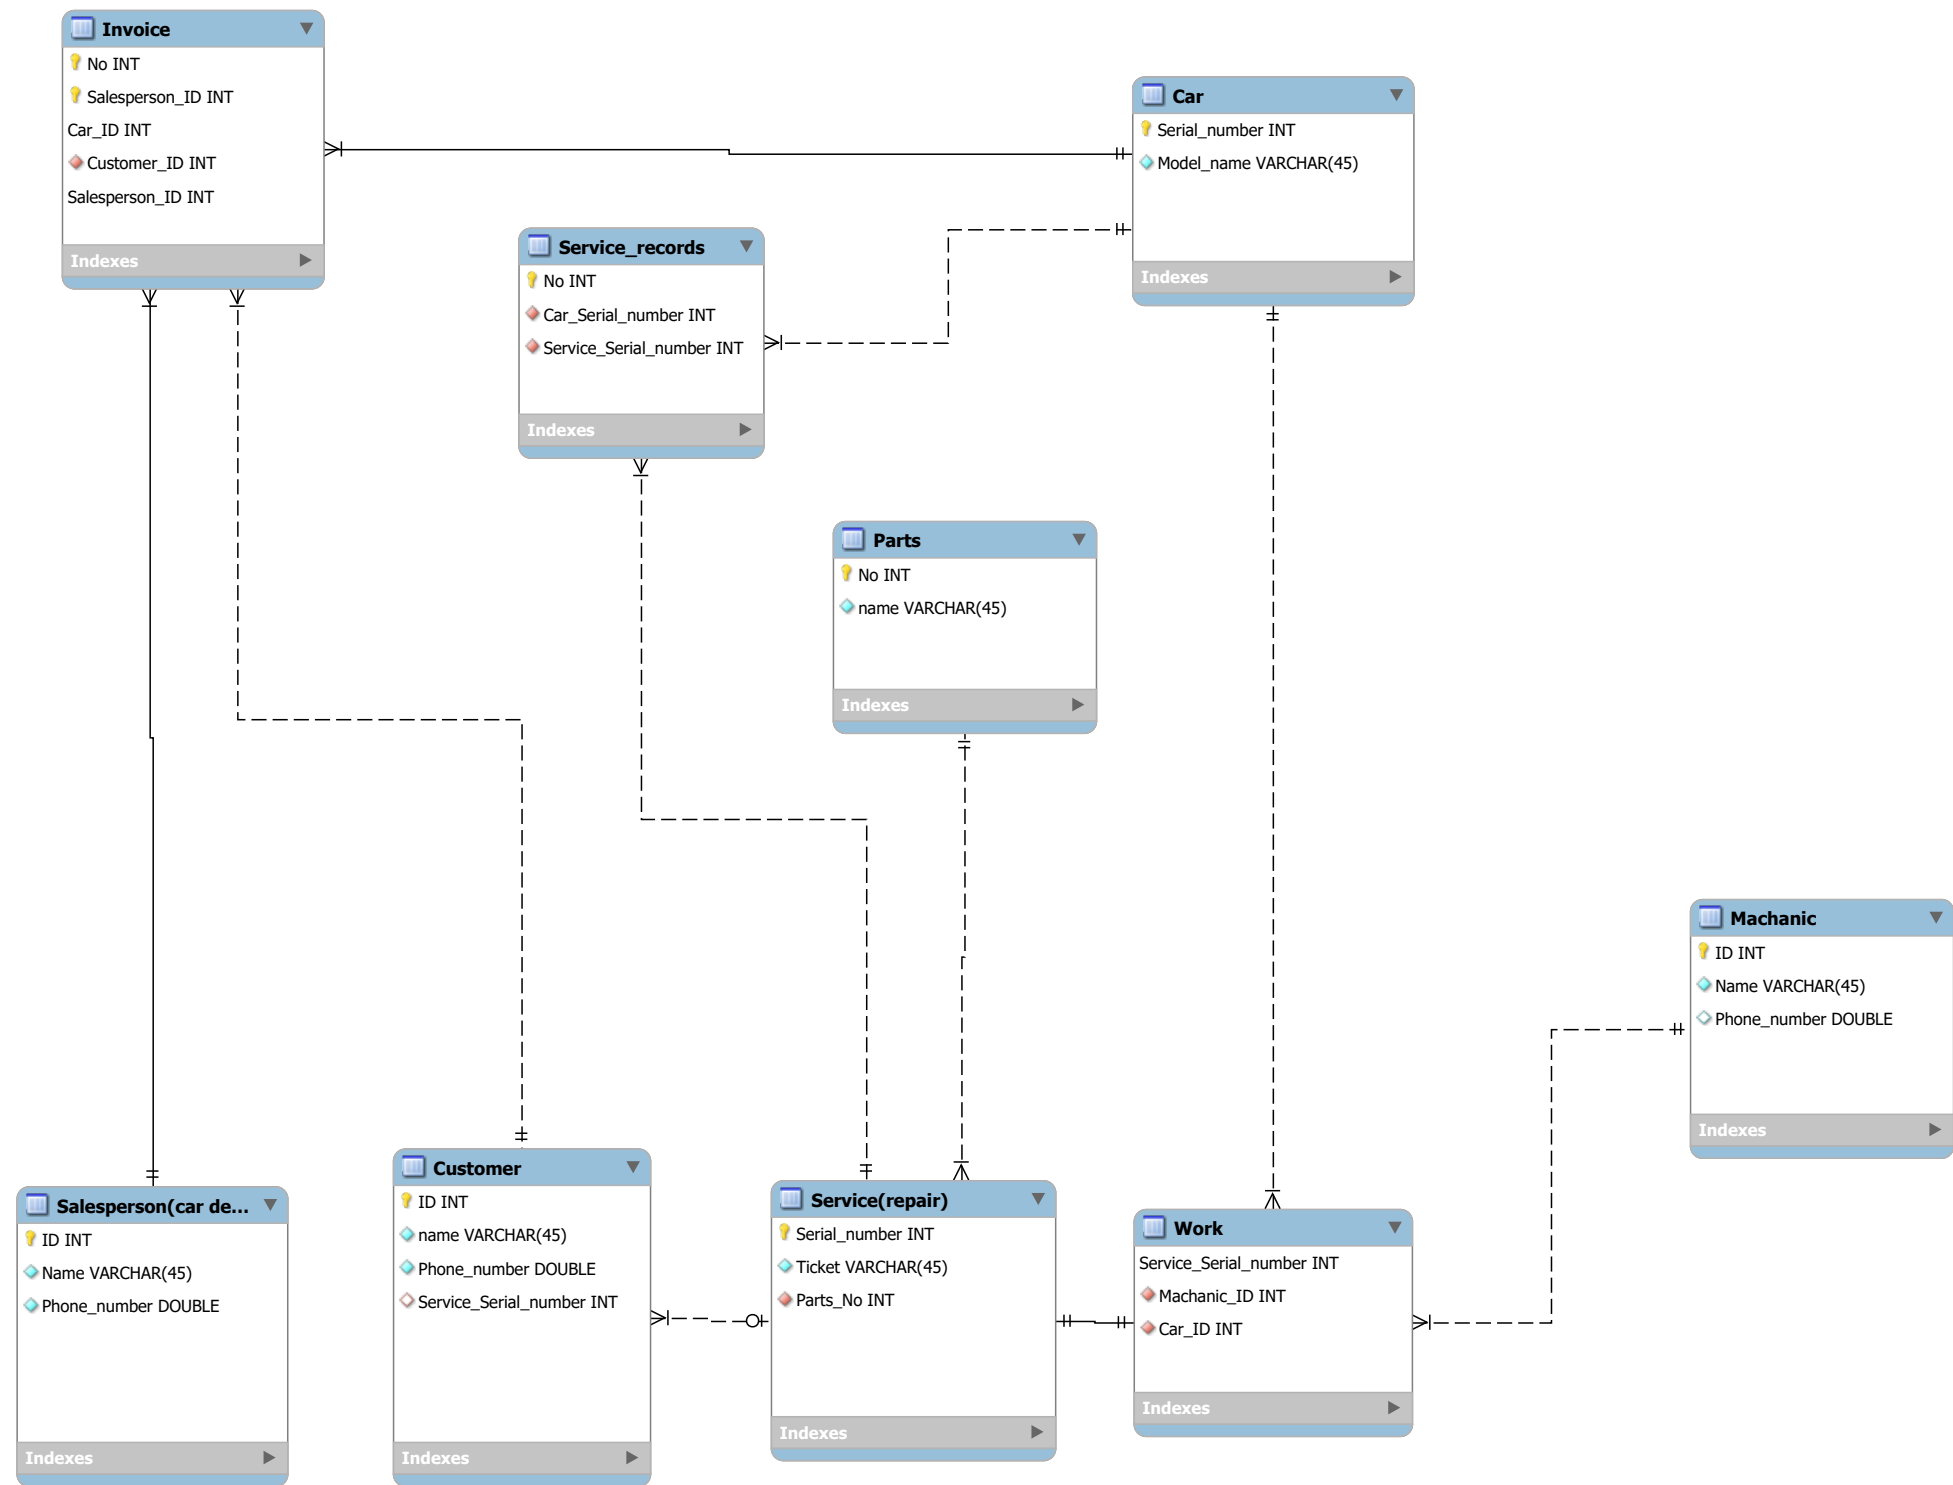 Invoice
No INT
Salesperson_ID INT
Car_ID INT
Customer_ID INT
Salesperson_ID INT
Indexes
Car
Serial_number INT
Model_name VARCHAR(45)
Indexes
Service_records
No INT
Car_Serial_number INT
Service_Serial_number INT
Indexes
Parts
No INT
name VARCHAR(45)
Indexes
Machanic
ID INT
Name VARCHAR(45)
Phone_number DOUBLE
Indexes
Salesperson(car de...
ID INT
Name VARCHAR(45)
Phone_number DOUBLE
Indexes
Customer
ID INT
name VARCHAR(45)
Phone_number DOUBLE
Service_Serial_number INT
Indexes
Service(repair)
Serial_number INT
Ticket VARCHAR(45)
Parts_No INT
Indexes
Work
Service_Serial_number INT
Machanic_ID INT
Car_ID INT
Indexes